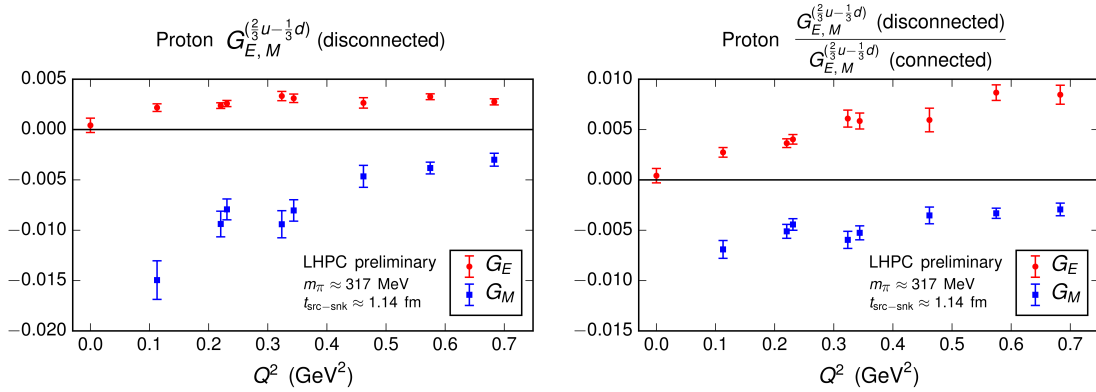 Proton G_{E, M}^{(2/3 u − 1/3 d)} (disconnected)
0.005
0.000
−0.005
−0.010
−0.015
−0.020
LHPC preliminary
m_π ≈ 317 MeV
t_{src−snk} ≈ 1.14 fm
G_E
G_M
0.0 0.1 0.2 0.3 0.4 0.5 0.6 0.7
Q² (GeV²)
Proton G_{E, M}^{(2/3 u − 1/3 d)} (disconnected)
G_{E, M}^{(2/3 u − 1/3 d)} (connected)
0.010
0.005
0.000
−0.005
−0.010
−0.015
LHPC preliminary
m_π ≈ 317 MeV
t_{src−snk} ≈ 1.14 fm
G_E
G_M
0.0 0.1 0.2 0.3 0.4 0.5 0.6 0.7
Q² (GeV²)